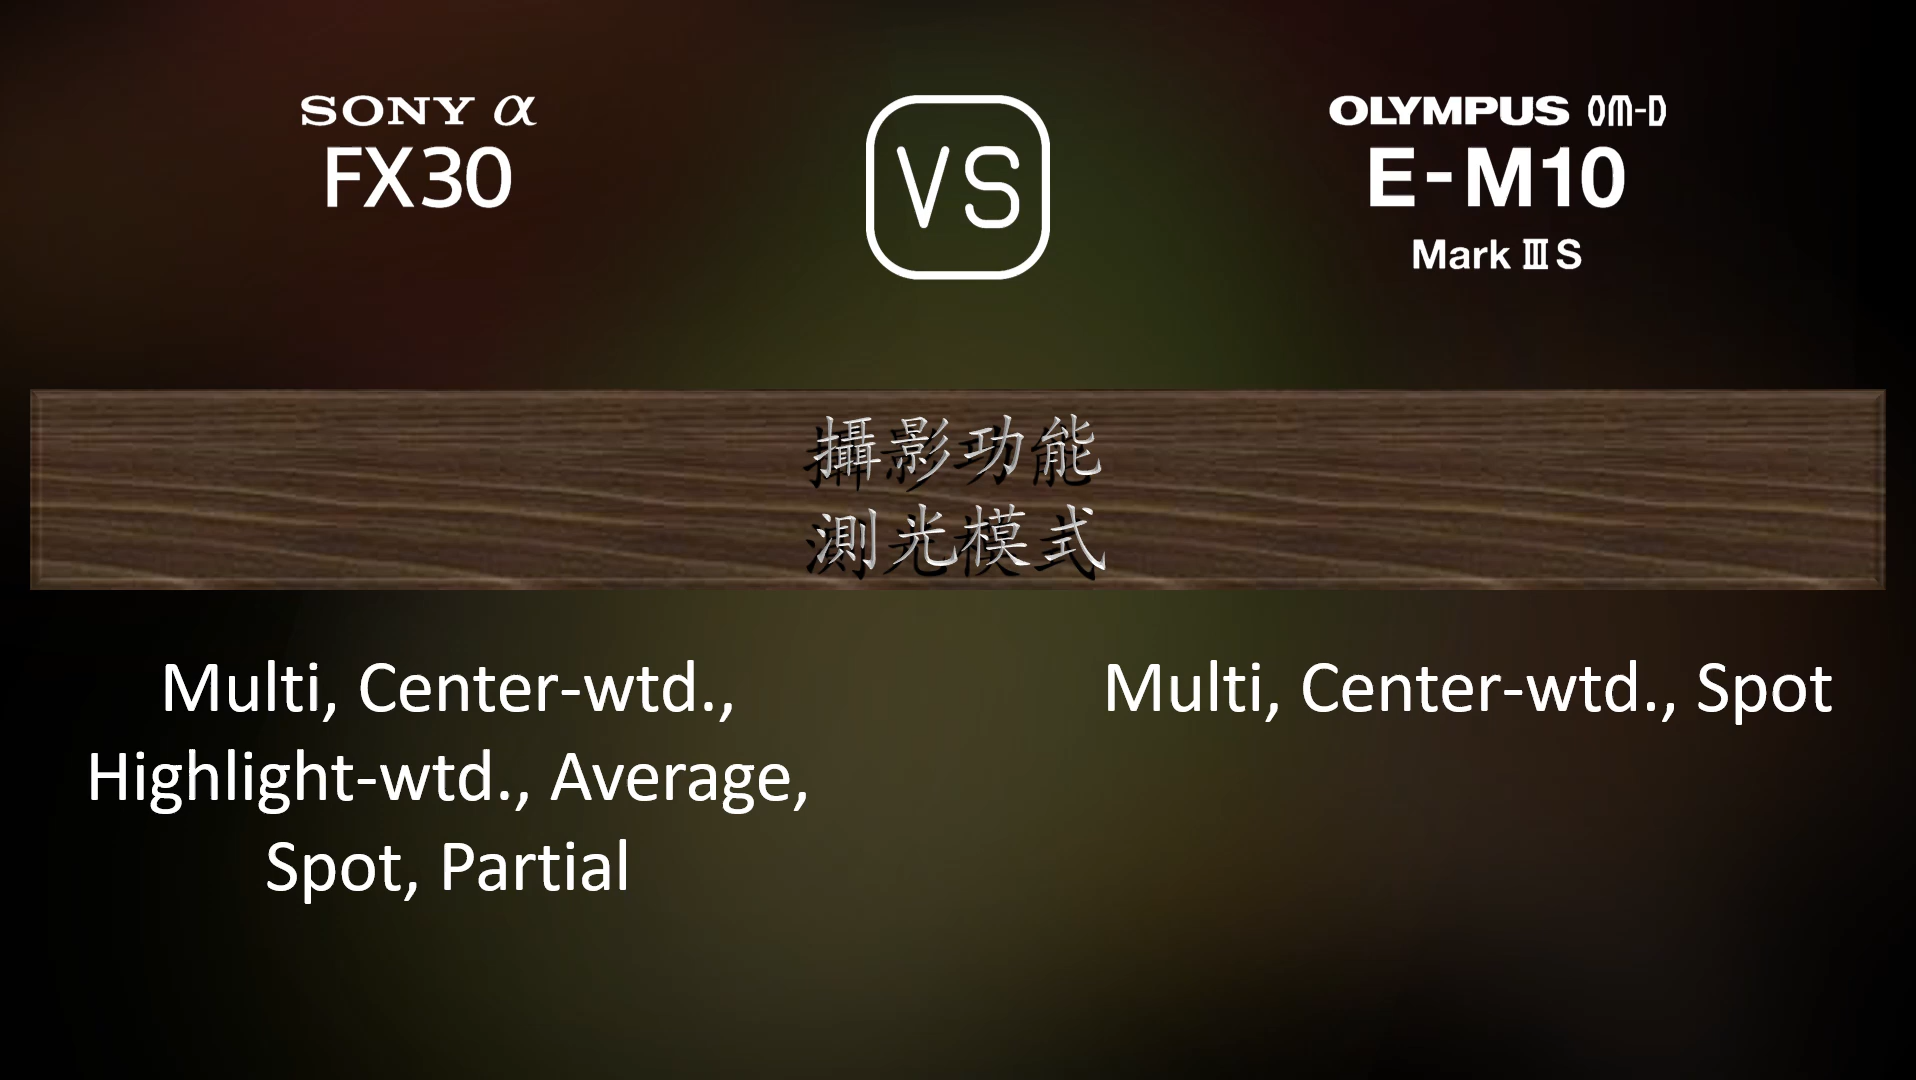 SONY α
FX30
VS
OLYMPUS OM-D
E-M10
Mark Ⅲ S
攝影功能
測光模式
Multi, Center-wtd.,
Highlight-wtd., Average,
Spot, Partial
Multi, Center-wtd., Spot